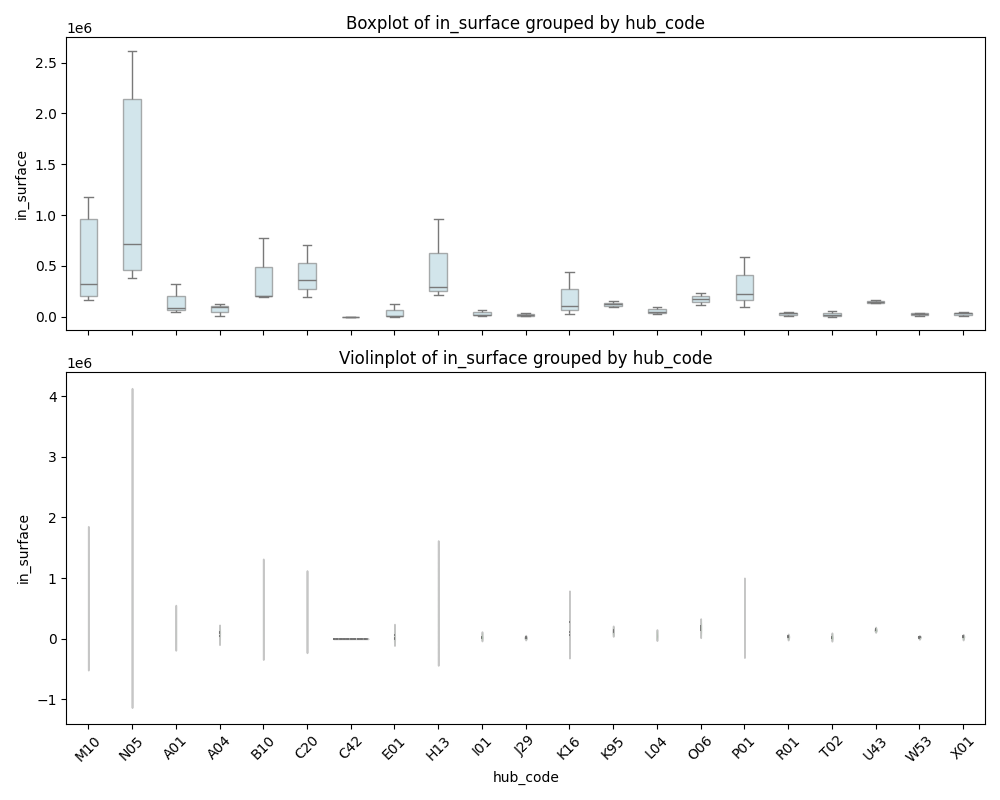 Boxplot of in_surface grouped by hub_code
1e6
2.5
2.0
1.5
1.0
0.5
0.0
in_surface
Violinplot of in_surface grouped by hub_code
1e6
4
3
2
1
0
−1
in_surface
M10 N05 A01 A04 B10 C20 C42 E01 H13 I01 J29 K16 K95 L04 O06 P01 R01 T02 U43 W53 X01
hub_code